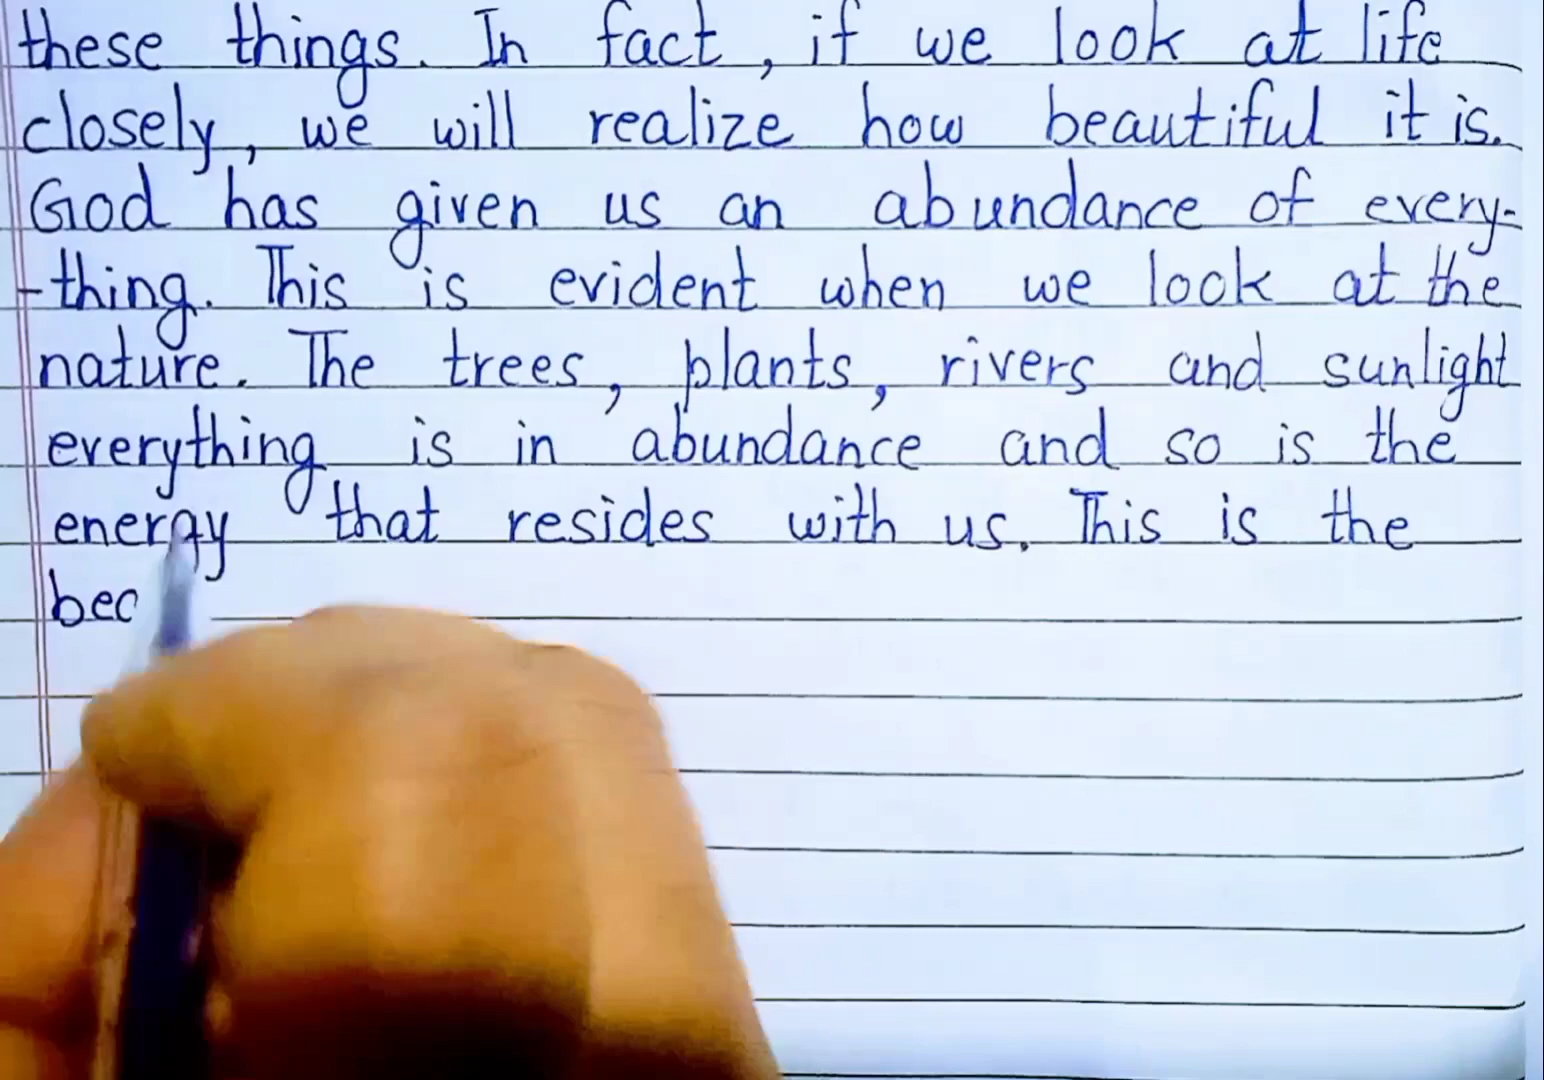 these things. In fact, if we look at life
closely, we will realize how beautiful it is.
God has given us an abundance of every-
-thing. This is evident when we look at the
nature. The trees, plants, rivers and sunlight
everything is in abundance and so is the
energy that resides with us. This is the